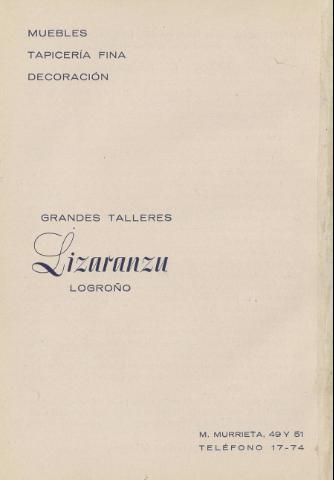 MUEBLES
TAPICERÍA FINA
DECORACIÓN
GRANDES TALLERES
Lizaranzu
LOGROÑO
M. MURRIETA, 49 Y 51
TELÉFONO 17-74